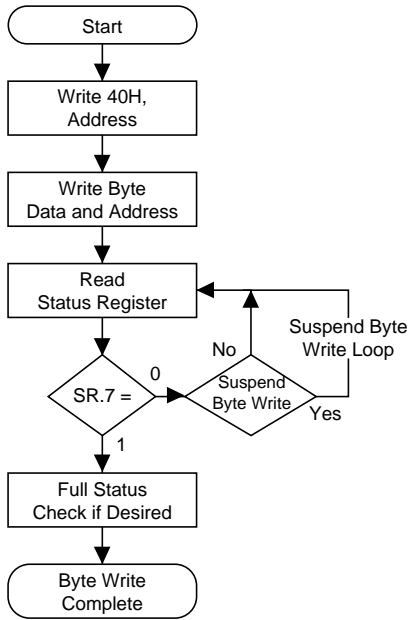 Start
Write 40H,
Address
Write Byte
Data and Address
Read
Status Register
Suspend Byte
Write Loop
No
0
SR.7 =
Suspend
Byte Write
Yes
1
Full Status
Check if Desired
Byte Write
Complete